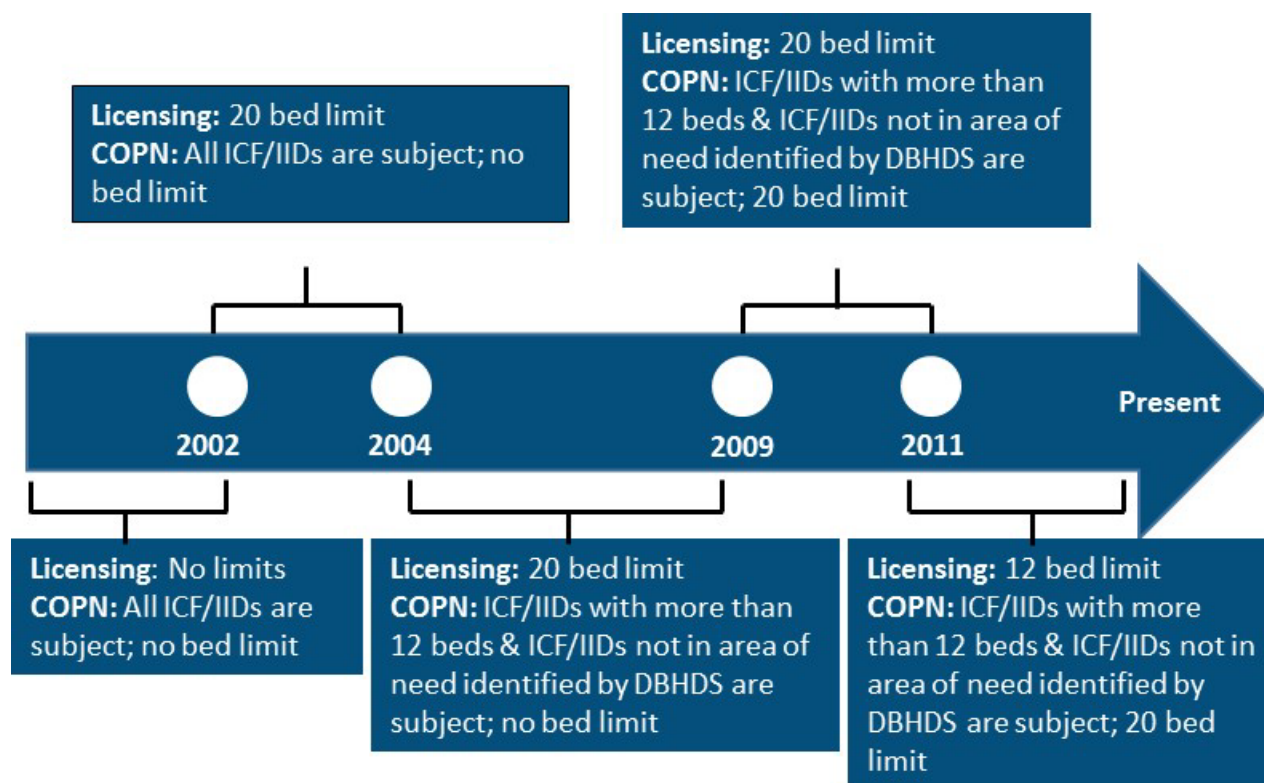 Licensing: 20 bed limit
COPN: All ICF/IIDs are subject; no
bed limit
Licensing: 20 bed limit
COPN: ICF/IIDs with more than
12 beds & ICF/IIDs not in area of
need identified by DBHDS are
subject; 20 bed limit
2002
2004
2009
2011
Present
Licensing: No limits
COPN: All ICF/IIDs are
subject; no bed limit
Licensing: 20 bed limit
COPN: ICF/IIDs with more than
12 beds & ICF/IIDs not in area of
need identified by DBHDS are
subject; no bed limit
Licensing: 12 bed limit
COPN: ICF/IIDs with more
than 12 beds & ICF/IIDs not in
area of need identified by
DBHDS are subject; 20 bed
limit